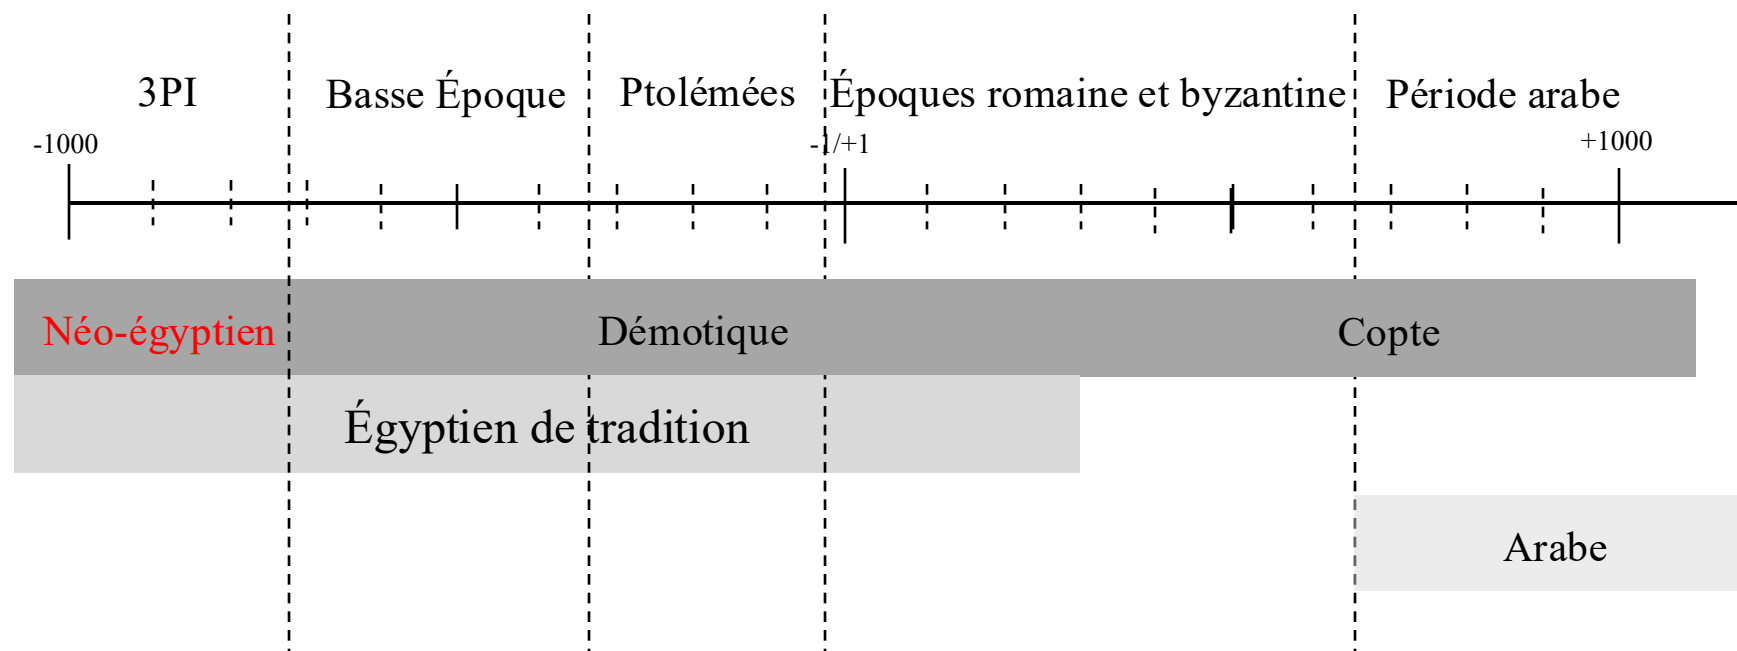 3PI
Basse Époque
Ptolémées
Époques romaine et byzantine
Période arabe
-1000
-1/+1
+1000
Néo-égyptien
Démotique
Copte
Égyptien de tradition
Arabe